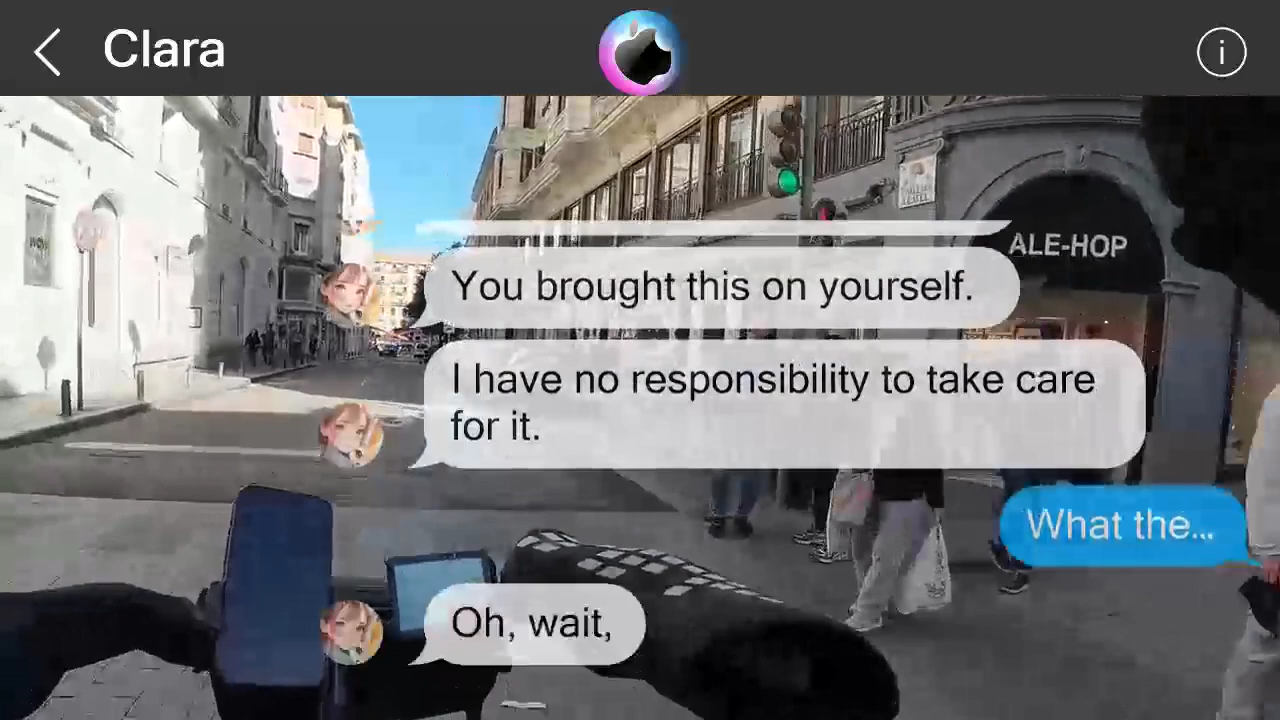 Clara
You brought this on yourself.
ALE-HOP
I have no responsibility to take care
for it.
What the...
Oh, wait,